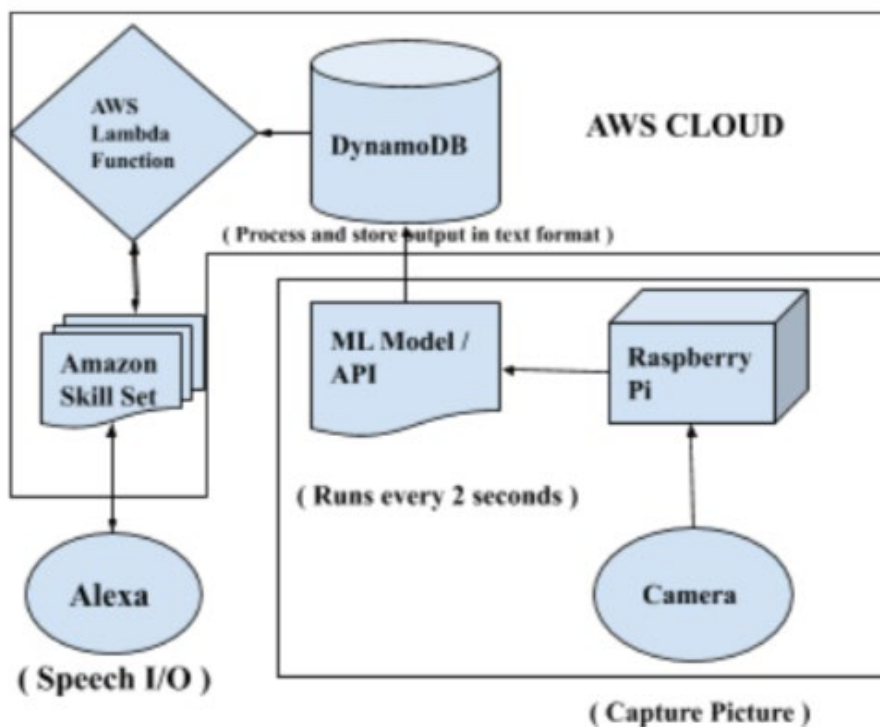 AWS
Lambda
Function
DynamoDB
AWS CLOUD
( Process and store output in text format )
Amazon
Skill Set
ML Model /
API
Raspberry
Pi
( Runs every 2 seconds )
Alexa
Camera
( Speech I/O )
( Capture Picture )